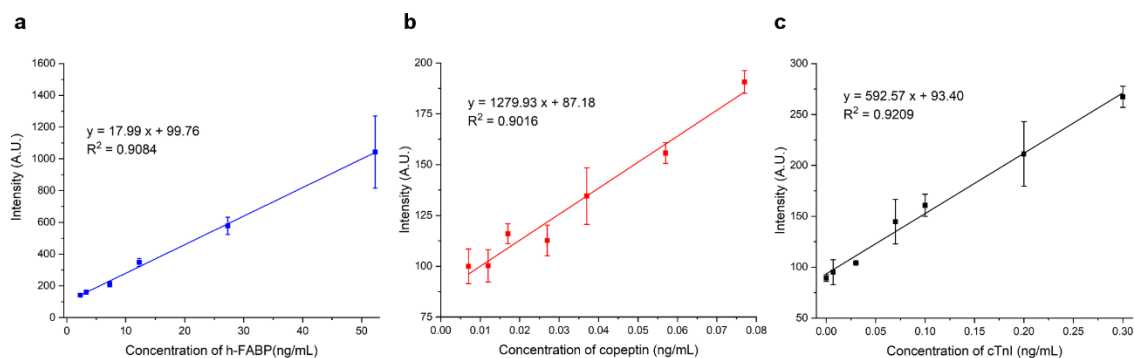 a
1600
1400
1200
1000
800
600
400
200
0
Intensity (A.U.)
y = 17.99 x + 99.76
R² = 0.9084
0
10
20
30
40
50
Concentration of h-FABP(ng/mL)
b
200
175
150
125
100
75
Intensity (A.U.)
y = 1279.93 x + 87.18
R² = 0.9016
0.00
0.01
0.02
0.03
0.04
0.05
0.06
0.07
0.08
Concentration of copeptin (ng/mL)
c
300
250
200
150
100
50
Intensity (A.U.)
y = 592.57 x + 93.40
R² = 0.9209
0.00
0.05
0.10
0.15
0.20
0.25
0.30
Concentration of cTnI (ng/mL)